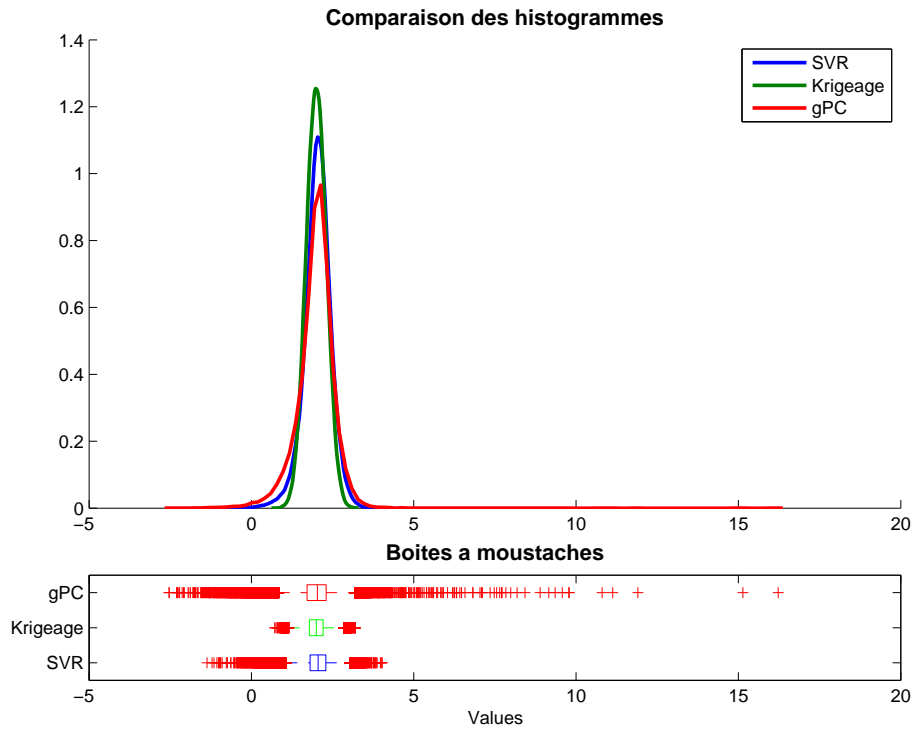 Comparaison des histogrammes
1.4
1.2
1
0.8
0.6
0.4
0.2
0
SVR
Krigeage
gPC
−5 0 5 10 15 20
Boites a moustaches
gPC
Krigeage
SVR
−5 0 5 10 15 20
Values